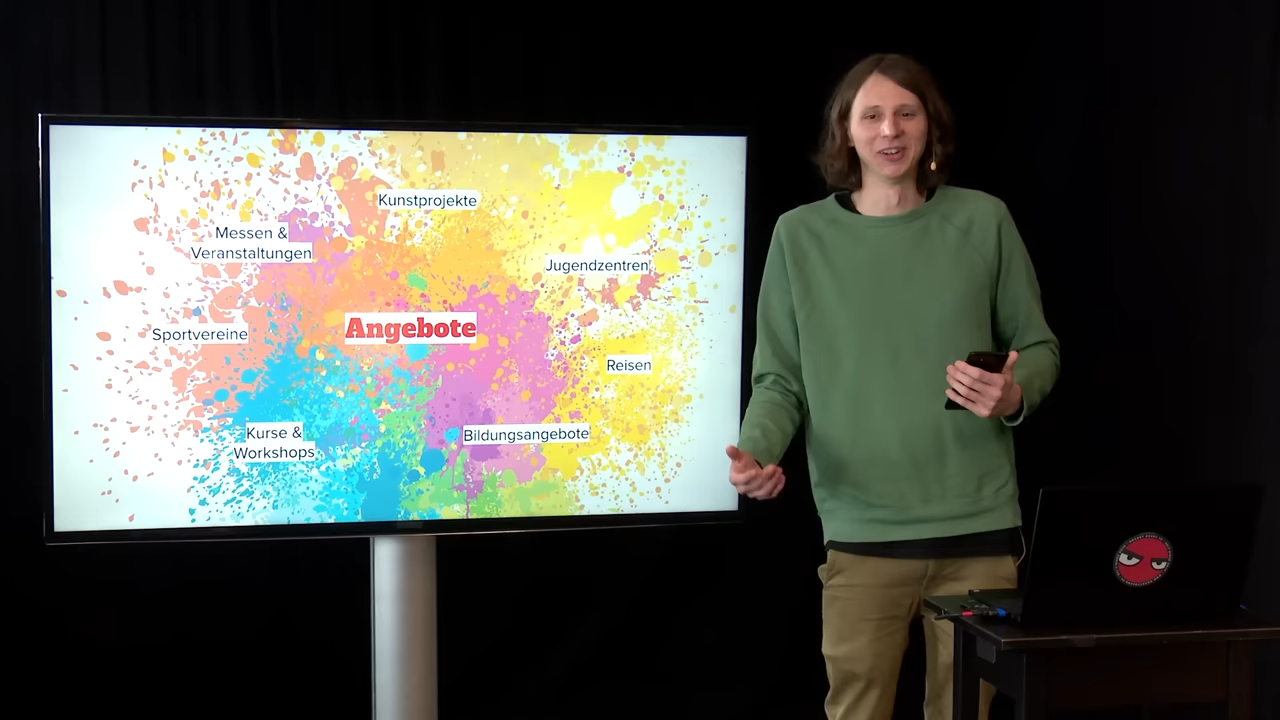 Kunstprojekte
Messen &
Veranstaltungen
Jugendzentren
Angebote
Sportvereine
Reisen
Kurse &
Workshops
Bildungsangebote